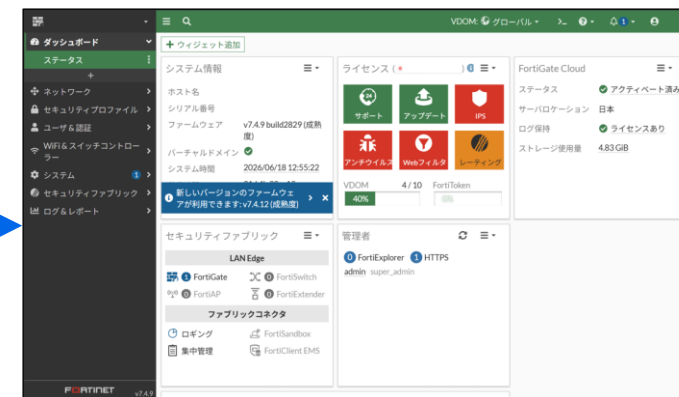 VDOM: グローバル
1
ダッシュボード
ステータス
+
ネットワーク
セキュリティプロファイル
ユーザ&認証
WiFi&スイッチコントローラー
システム 1
セキュリティファブリック
ログ&レポート
FORTINET v7.4.9
+ ウィジェット追加
システム情報
ホスト名
シリアル番号
ファームウェア v7.4.9 build2829 (成熟度)
バーチャルドメイン
システム時間 2026/06/18 12:55:22
新しいバージョンのファームウェアが利用できます: v7.4.12 (成熟度)
ライセンス ( )
サポート
アップデート
IPS
アンチウイルス
Webフィルタ
レーティング
VDOM 4 / 10
40%
FortiToken
0%
FortiGate Cloud
ステータス アクティベート済み
サーバロケーション 日本
ログ保持 ライセンスあり
ストレージ使用量 4.83 GiB
セキュリティファブリック
LAN Edge
1 FortiGate
0 FortiSwitch
0 FortiAP
0 FortiExtender
ファブリックコネクタ
ロギング
FortiSandbox
集中管理
FortiClient EMS
管理者
0 FortiExplorer 1 HTTPS
admin super_admin